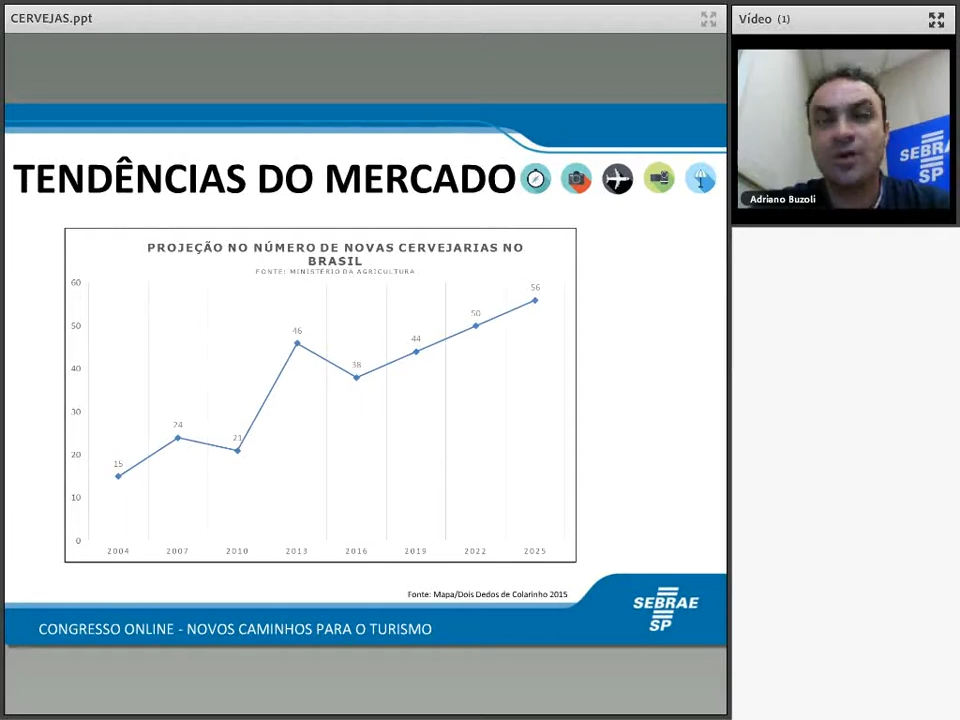 CERVEJAS.ppt
Vídeo (1)
SEBRAE
SP
Adriano Buzoli
TENDÊNCIAS DO MERCADO
PROJEÇÃO NO NÚMERO DE NOVAS CERVEJARIAS NO
BRASIL
FONTE: MINISTÉRIO DA AGRICULTURA
60
50
40
30
20
10
0
15
24
21
46
38
44
50
56
2004 2007 2010 2013 2016 2019 2022 2025
Fonte: Mapa/Dois Dedos de Colarinho 2015
SEBRAE
SP
CONGRESSO ONLINE - NOVOS CAMINHOS PARA O TURISMO